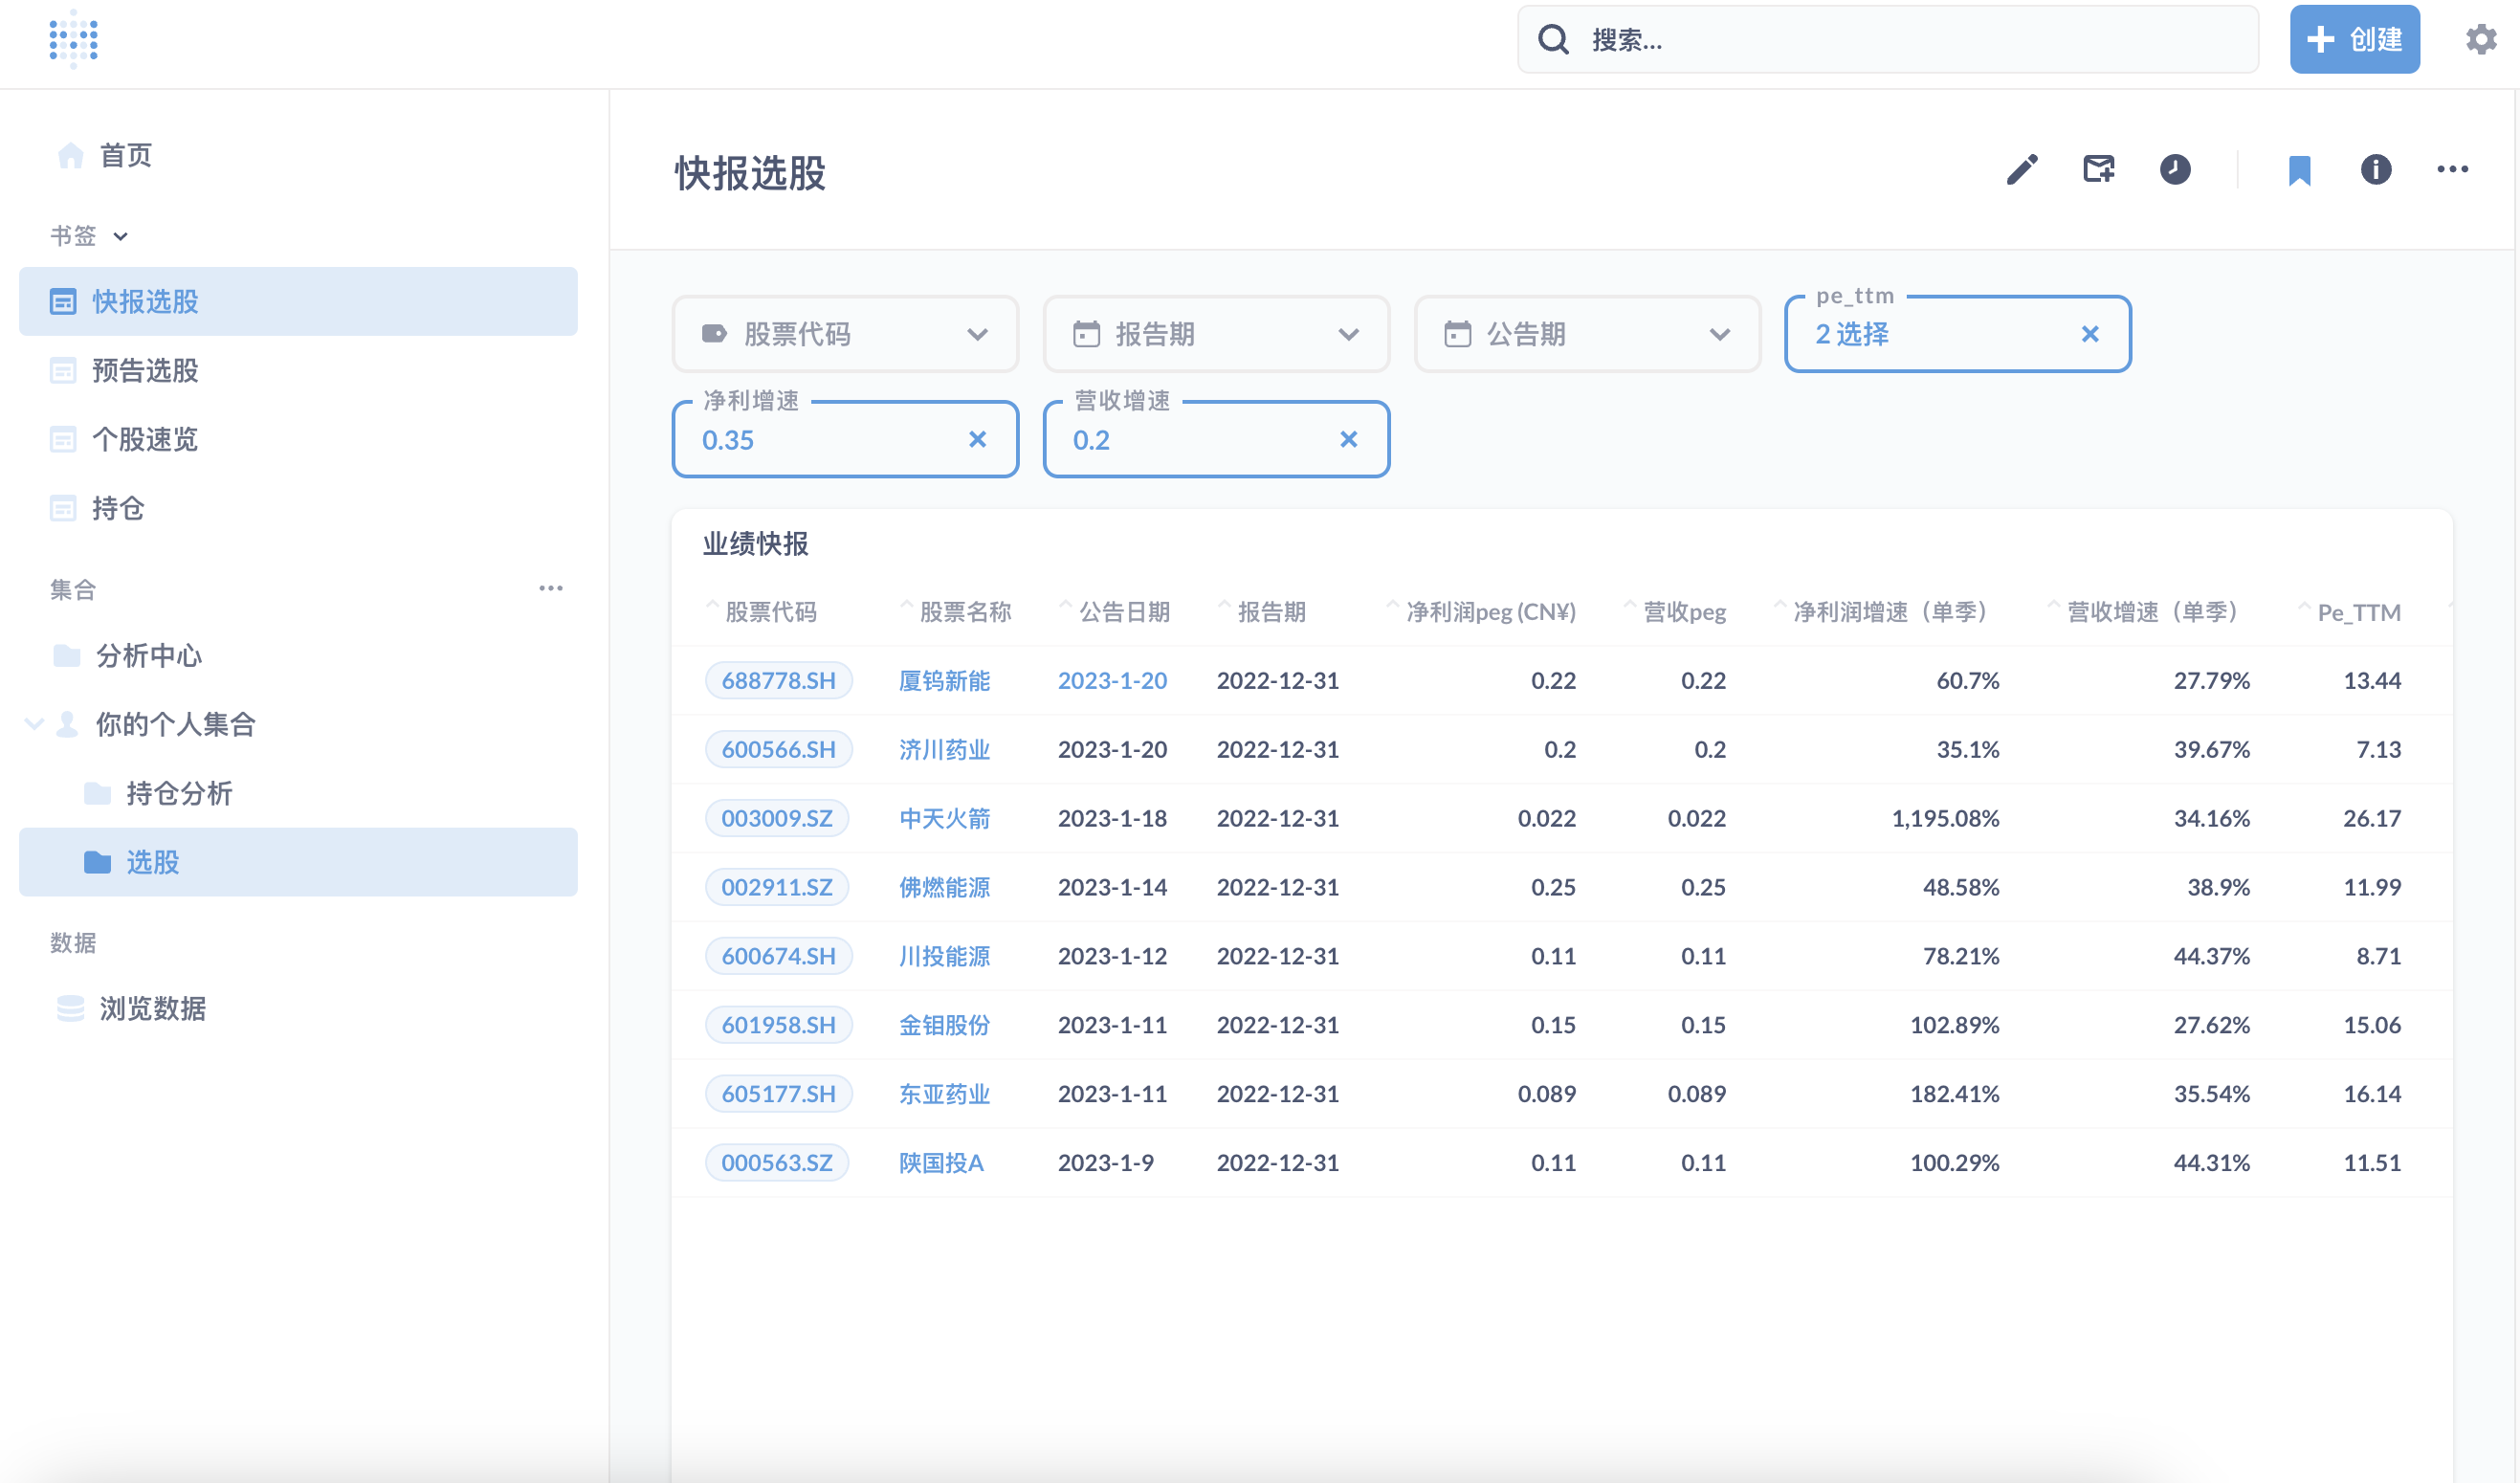 搜索...
创建
首页
书签
快报选股
预告选股
个股速览
持仓
集合
分析中心
你的个人集合
持仓分析
选股
数据
浏览数据
快报选股
股票代码 报告期 公告期 pe_ttm 2 选择
净利增速 0.35 营收增速 0.2
业绩快报
股票代码 股票名称 公告日期 报告期 净利润peg (CN¥) 营收peg 净利润增速（单季） 营收增速（单季） Pe_TTM
688778.SH 厦钨新能 2023-1-20 2022-12-31 0.22 0.22 60.7% 27.79% 13.44
600566.SH 济川药业 2023-1-20 2022-12-31 0.2 0.2 35.1% 39.67% 7.13
003009.SZ 中天火箭 2023-1-18 2022-12-31 0.022 0.022 1,195.08% 34.16% 26.17
002911.SZ 佛燃能源 2023-1-14 2022-12-31 0.25 0.25 48.58% 38.9% 11.99
600674.SH 川投能源 2023-1-12 2022-12-31 0.11 0.11 78.21% 44.37% 8.71
601958.SH 金钼股份 2023-1-11 2022-12-31 0.15 0.15 102.89% 27.62% 15.06
605177.SH 东亚药业 2023-1-11 2022-12-31 0.089 0.089 182.41% 35.54% 16.14
000563.SZ 陕国投A 2023-1-9 2022-12-31 0.11 0.11 100.29% 44.31% 11.51